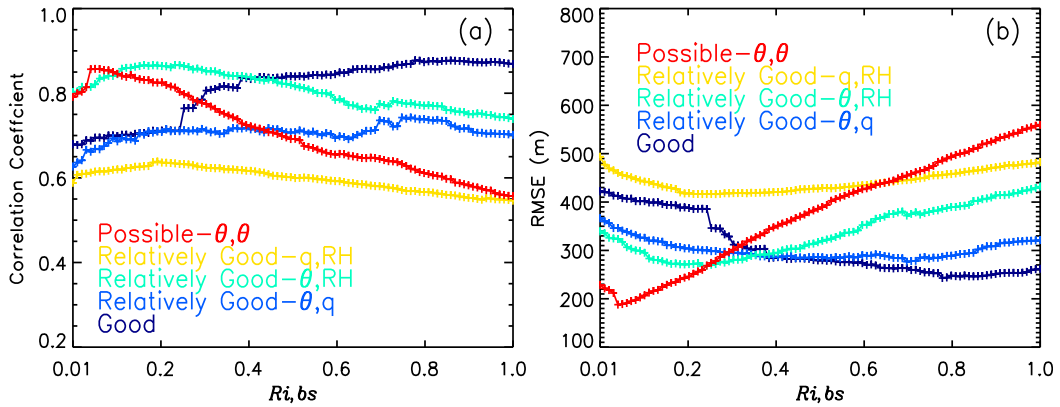 (a)
1.0
0.8
0.6
0.4
0.2
Correlation Coeffcient
Possible−θ,θ
Relatively Good−q,RH
Relatively Good−θ,RH
Relatively Good−θ,q
Good
0.01
0.2
0.4
0.6
0.8
1.0
Ri,bs
(b)
800
700
600
500
400
300
200
100
RMSE (m)
Possible−θ,θ
Relatively Good−q,RH
Relatively Good−θ,RH
Relatively Good−θ,q
Good
0.01
0.2
0.4
0.6
0.8
1.0
Ri,bs